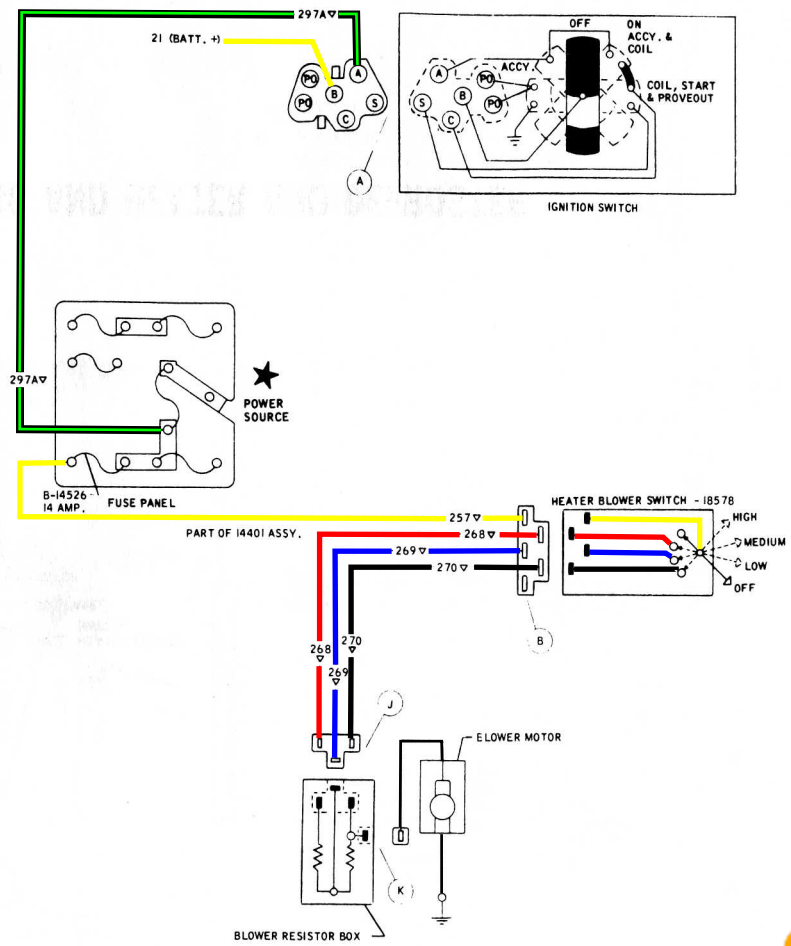 297A▽
21 (BATT. +)
A
PO
B
PO
S
C
A
OFF
ON
ACCY. &
COIL
ACCY.
A
PO
COIL, START
& PROVEOUT
S
B
PO
C
IGNITION SWITCH
297A▽
POWER
SOURCE
B-14526
14 AMP.
FUSE PANEL
PART OF 14401 ASSY.
257▽
268▽
269▽
270▽
HEATER BLOWER SWITCH - 18578
HIGH
MEDIUM
LOW
OFF
B
268
▽
270
▽
269
▽
J
ELOWER MOTOR
K
BLOWER RESISTOR BOX